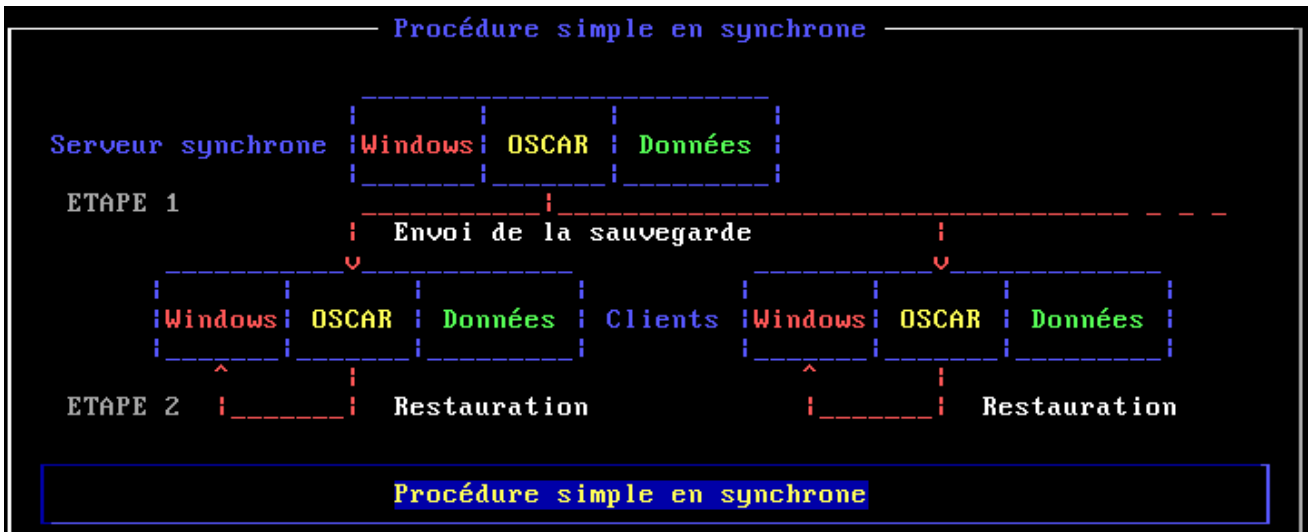 Procédure simple en synchrone
Serveur synchrone Windows OSCAR Données
ETAPE 1
Envoi de la sauvegarde
Windows OSCAR Données Clients Windows OSCAR Données
ETAPE 2 Restauration Restauration
Procédure simple en synchrone